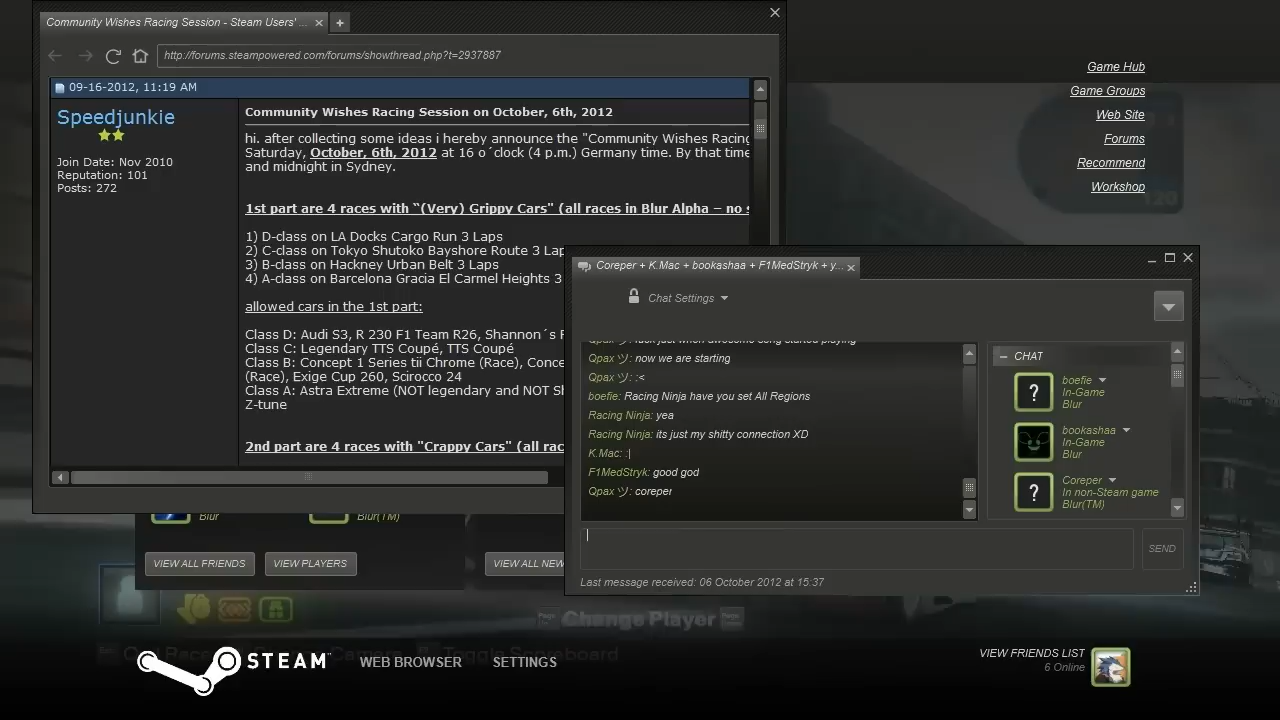 Community Wishes Racing Session - Steam Users' ...
http://forums.steampowered.com/forums/showthread.php?t=2937887
09-16-2012, 11:19 AM
Speedjunkie
Join Date: Nov 2010
Reputation: 101
Posts: 272
Community Wishes Racing Session on October, 6th, 2012
hi. after collecting some ideas i hereby announce the "Community Wishes Racing
Saturday, October, 6th, 2012 at 16 o´clock (4 p.m.) Germany time. By that time
and midnight in Sydney.
1st part are 4 races with "(Very) Grippy Cars" (all races in Blur Alpha – no
1) D-class on LA Docks Cargo Run 3 Laps
2) C-class on Tokyo Shutoko Bayshore Route 3 Lap
3) B-class on Hackney Urban Belt 3 Laps
4) A-class on Barcelona Gracia El Carmel Heights 3
allowed cars in the 1st part:
Class D: Audi S3, R 230 F1 Team R26, Shannon´s
Class C: Legendary TTS Coupé, TTS Coupé
Class B: Concept 1 Series tii Chrome (Race), Conce
(Race), Exige Cup 260, Scirocco 24
Class A: Astra Extreme (NOT legendary and NOT
Z-tune
2nd part are 4 races with "Crappy Cars" (all rac
Game Hub
Game Groups
Web Site
Forums
Recommend
Workshop
120
Coreper + K.Mac + bookashaa + F1MedStryk + y...
Chat Settings
Qpax ツ: now we are starting
Qpax ツ: :<
boefie: Racing Ninja have you set All Regions
Racing Ninja: yea
Racing Ninja: its just my shitty connection XD
K.Mac: :|
F1MedStryk: good god
Qpax ツ: coreper
CHAT
boefie
In-Game
Blur
bookashaa
In-Game
Blur
Coreper
In non-Steam game
Blur(TM)
SEND
Last message received: 06 October 2012 at 15:37
Blur
Blur(TM)
VIEW ALL FRIENDS
VIEW PLAYERS
VIEW ALL NEW
Change Player
Toggle Scoreboard
STEAM™
WEB BROWSER
SETTINGS
VIEW FRIENDS LIST
6 Online